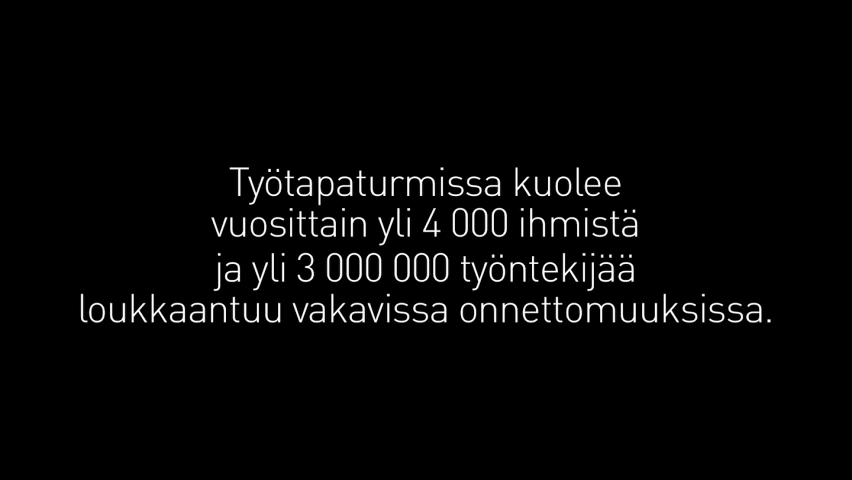 Työtapaturmissa kuolee
vuosittain yli 4 000 ihmistä
ja yli 3 000 000 työntekijää
loukkaantuu vakavissa onnettomuuksissa.